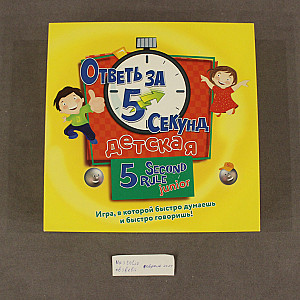 Ответь за
5
Секунд
детская
5 Second
Rule
junior
Игра, в которой быстро думаешь
и быстро говоришь!